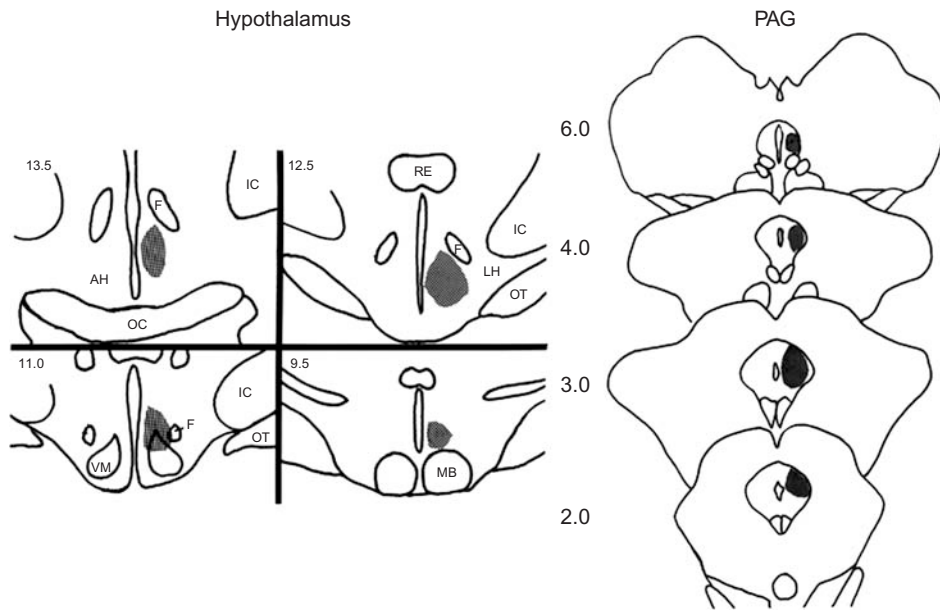 Hypothalamus
PAG
13.5
F
IC
AH
OC
12.5
RE
F
IC
LH
OT
11.0
IC
F
OT
VM
9.5
MB
6.0
4.0
3.0
2.0